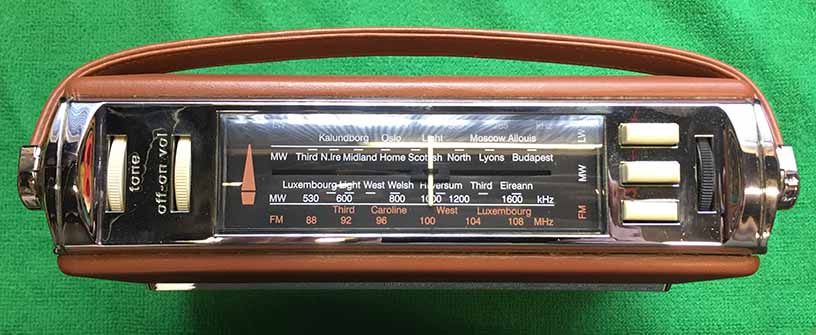 tone
off-on vol
Kalundborg Oslo Light Moscow Allouis
MW Third N.Ire Midland Home Scottish North Lyons Budapest
Luxembourg Light West Welsh Hilversum Third Eireann
MW 530 600 800 1000 1200 1600 kHz
Third Caroline West Luxembourg
FM 88 92 96 100 104 108 MHz
LW
MW
FM